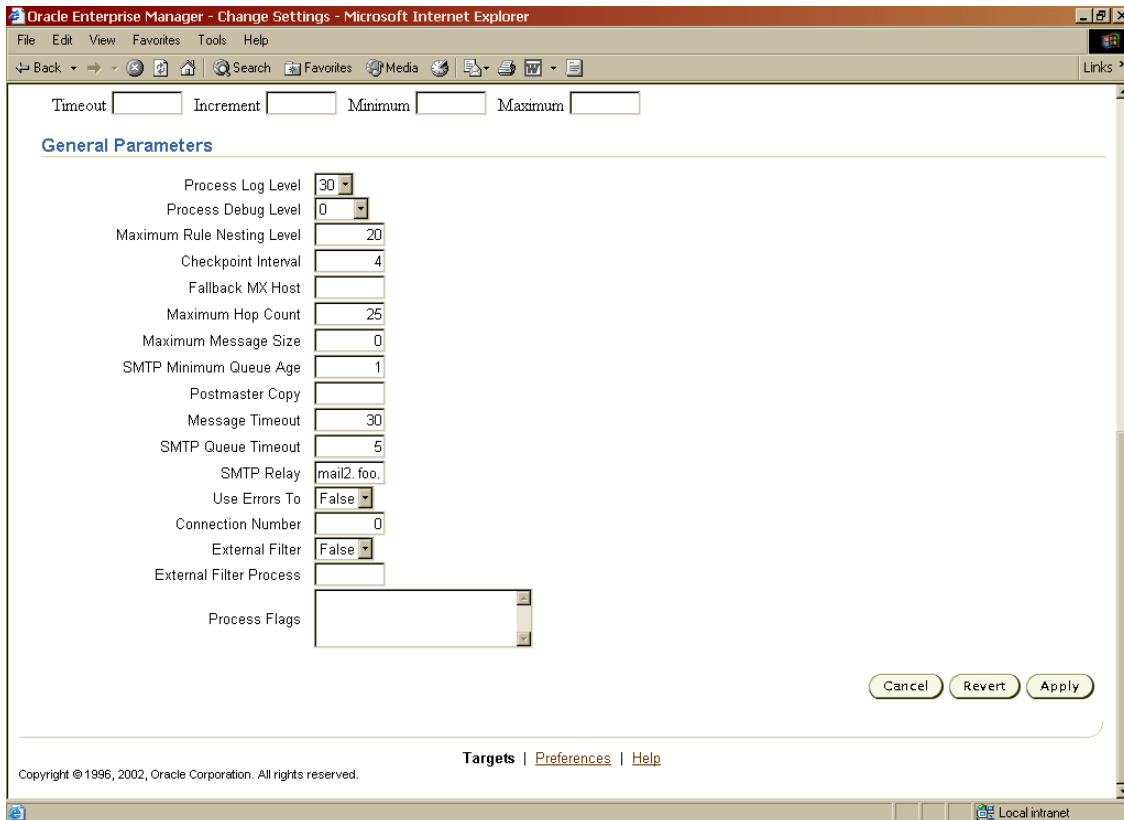 Oracle Enterprise Manager - Change Settings - Microsoft Internet Explorer
File Edit View Favorites Tools Help
Back Search Favorites Media Links
Timeout Increment Minimum Maximum
General Parameters
Process Log Level 30
Process Debug Level 0
Maximum Rule Nesting Level 20
Checkpoint Interval 4
Fallback MX Host
Maximum Hop Count 25
Maximum Message Size 0
SMTP Minimum Queue Age 1
Postmaster Copy
Message Timeout 30
SMTP Queue Timeout 5
SMTP Relay mail2.foo.
Use Errors To False
Connection Number 0
External Filter False
External Filter Process
Process Flags
Cancel Revert Apply
Targets | Preferences | Help
Copyright © 1996, 2002, Oracle Corporation. All rights reserved.
Local intranet